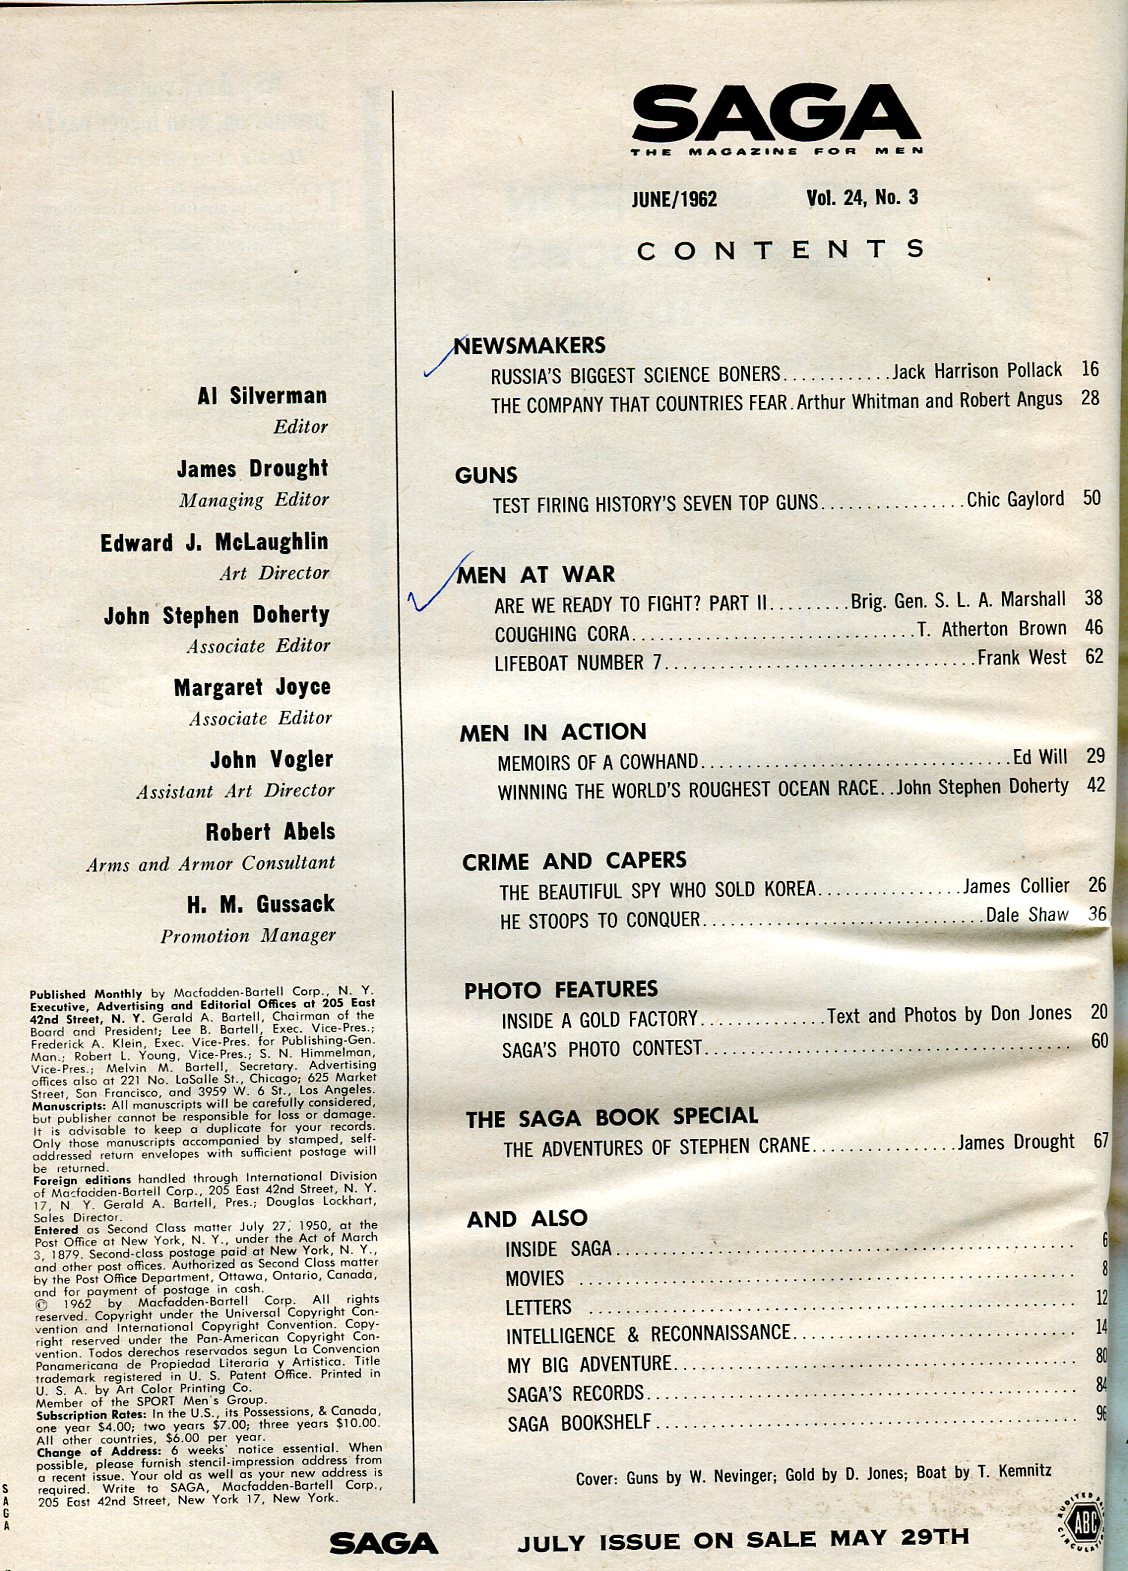 SAGA
THE MAGAZINE FOR MEN
JUNE/1962 Vol. 24, No. 3
CONTENTS
Al Silverman
Editor
James Drought
Managing Editor
Edward J. McLaughlin
Art Director
John Stephen Doherty
Associate Editor
Margaret Joyce
Associate Editor
John Vogler
Assistant Art Director
Robert Abels
Arms and Armor Consultant
H. M. Gussack
Promotion Manager
Published Monthly by Macfadden-Bartell Corp., N. Y.
Executive, Advertising and Editorial Offices at 205 East
42nd Street, N. Y. Gerald A. Bartell, Chairman of the
Board and President; Lee B. Bartell, Exec. Vice-Pres.;
Frederick A. Klein, Exec. Vice-Pres. for Publishing-Gen.
Man.; Robert L. Young, Vice-Pres.; S. N. Himmelman,
Vice-Pres.; Melvin M. Bartell, Secretary. Advertising
offices also at 221 No. LaSalle St., Chicago; 625 Market
Street, San Francisco, and 3959 W. 6 St., Los Angeles.
Manuscripts: All manuscripts will be carefully considered,
but publisher cannot be responsible for loss or damage.
It is advisable to keep a duplicate for your records.
Only those manuscripts accompanied by stamped, self-
addressed return envelopes with sufficient postage will
be returned.
Foreign editions handled through International Division
of Macfadden-Bartell Corp., 205 East 42nd Street, N. Y.
17, N. Y. Gerald A. Bartell, Pres.; Douglas Lockhart,
Sales Director.
Entered as Second Class matter July 27, 1950, at the
Post Office at New York, N. Y., under the Act of March
3, 1879. Second-class postage paid at New York, N. Y.,
and other post offices. Authorized as Second Class matter
by the Post Office Department, Ottawa, Ontario, Canada,
and for payment of postage in cash.
© 1962 by Macfadden-Bartell Corp. All rights
reserved. Copyright under the Universal Copyright Con-
vention and International Copyright Convention. Copy-
right reserved under the Pan-American Copyright Con-
vention. Todos derechos reservados segun La Convencion
Panamericana de Propiedad Literaria y Artistica. Title
trademark registered in U. S. Patent Office. Printed in
U. S. A. by Art Color Printing Co.
Member of the SPORT Men's Group.
Subscription Rates: In the U.S., its Possessions, & Canada,
one year $4.00; two years $7.00; three years $10.00.
All other countries, $6.00 per year.
Change of Address: 6 weeks' notice essential. When
possible, please furnish stencil-impression address from
a recent issue. Your old as well as your new address is
required. Write to SAGA, Macfadden-Bartell Corp.,
205 East 42nd Street, New York 17, New York.
NEWSMAKERS
RUSSIA'S BIGGEST SCIENCE BONERS............Jack Harrison Pollack 16
THE COMPANY THAT COUNTRIES FEAR.Arthur Whitman and Robert Angus 28
GUNS
TEST FIRING HISTORY'S SEVEN TOP GUNS................Chic Gaylord 50
MEN AT WAR
ARE WE READY TO FIGHT? PART II.........Brig. Gen. S. L. A. Marshall 38
COUGHING CORA................................T. Atherton Brown 46
LIFEBOAT NUMBER 7...................................Frank West 62
MEN IN ACTION
MEMOIRS OF A COWHAND...................................Ed Will 29
WINNING THE WORLD'S ROUGHEST OCEAN RACE..John Stephen Doherty 42
CRIME AND CAPERS
THE BEAUTIFUL SPY WHO SOLD KOREA................James Collier 26
HE STOOPS TO CONQUER................................Dale Shaw 36
PHOTO FEATURES
INSIDE A GOLD FACTORY..............Text and Photos by Don Jones 20
SAGA'S PHOTO CONTEST.......................................... 60
THE SAGA BOOK SPECIAL
THE ADVENTURES OF STEPHEN CRANE................James Drought 67
AND ALSO
INSIDE SAGA.................................................... 6
MOVIES ........................................................ 8
LETTERS ....................................................... 12
INTELLIGENCE & RECONNAISSANCE................................ 14
MY BIG ADVENTURE.............................................. 80
SAGA'S RECORDS................................................ 84
SAGA BOOKSHELF................................................ 96
Cover: Guns by W. Nevinger; Gold by D. Jones; Boat by T. Kemnitz
SAGA
SAGA JULY ISSUE ON SALE MAY 29TH
AUDITED
ABC